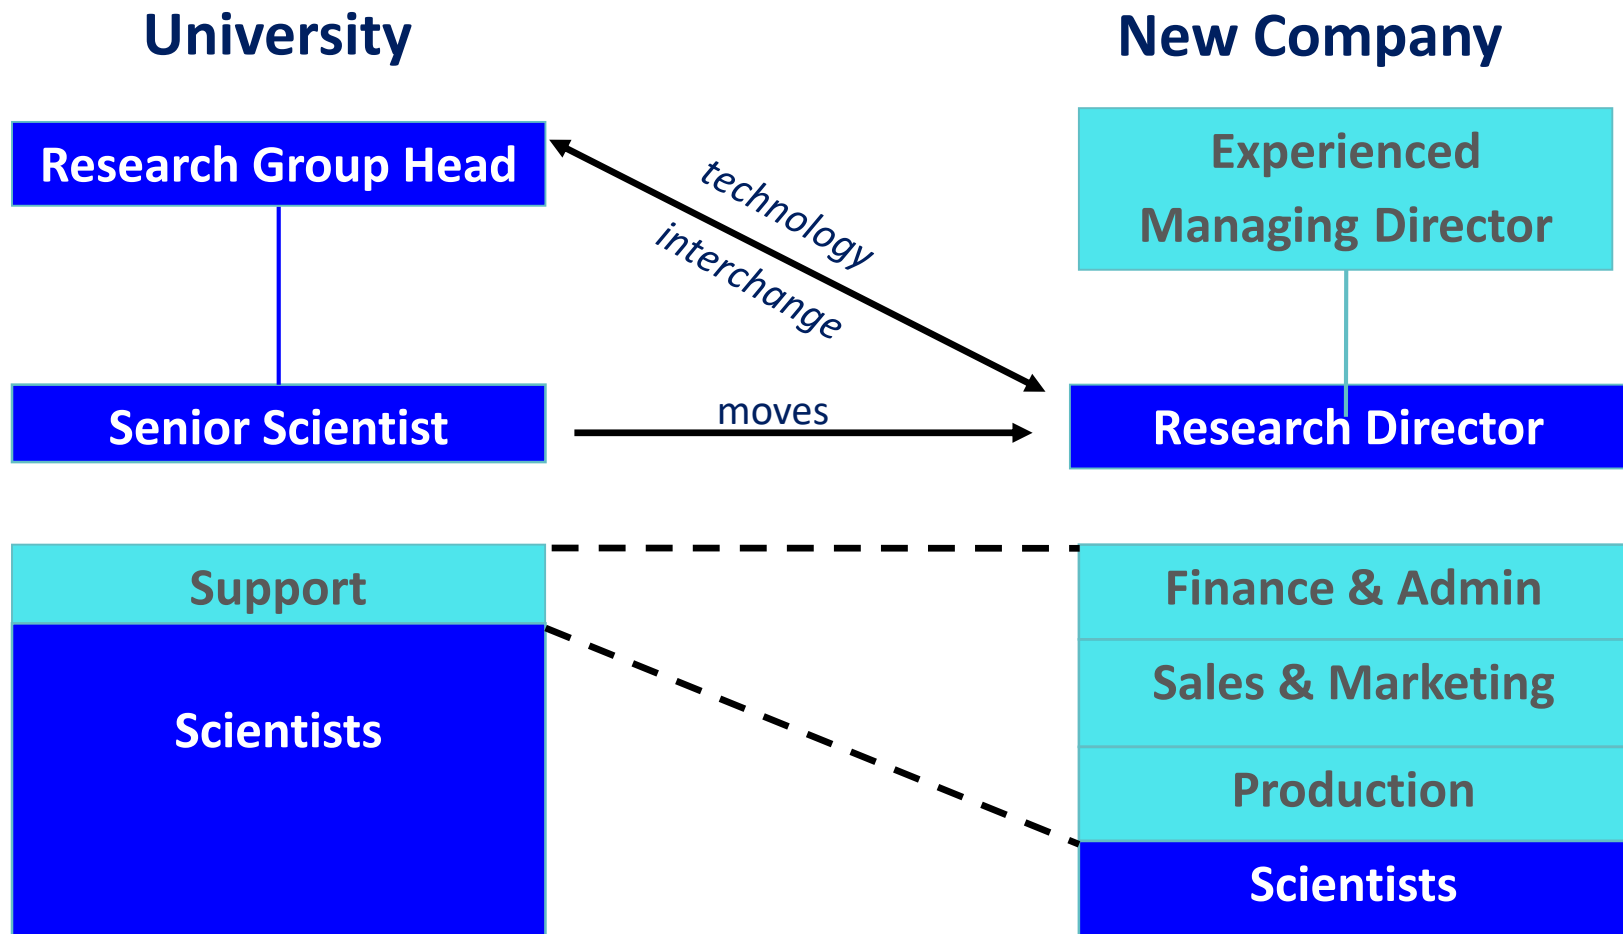 University
New Company
Research Group Head
Experienced
Managing Director
technology
interchange
Senior Scientist
moves
Research Director
Support
Scientists
Finance & Admin
Sales & Marketing
Production
Scientists